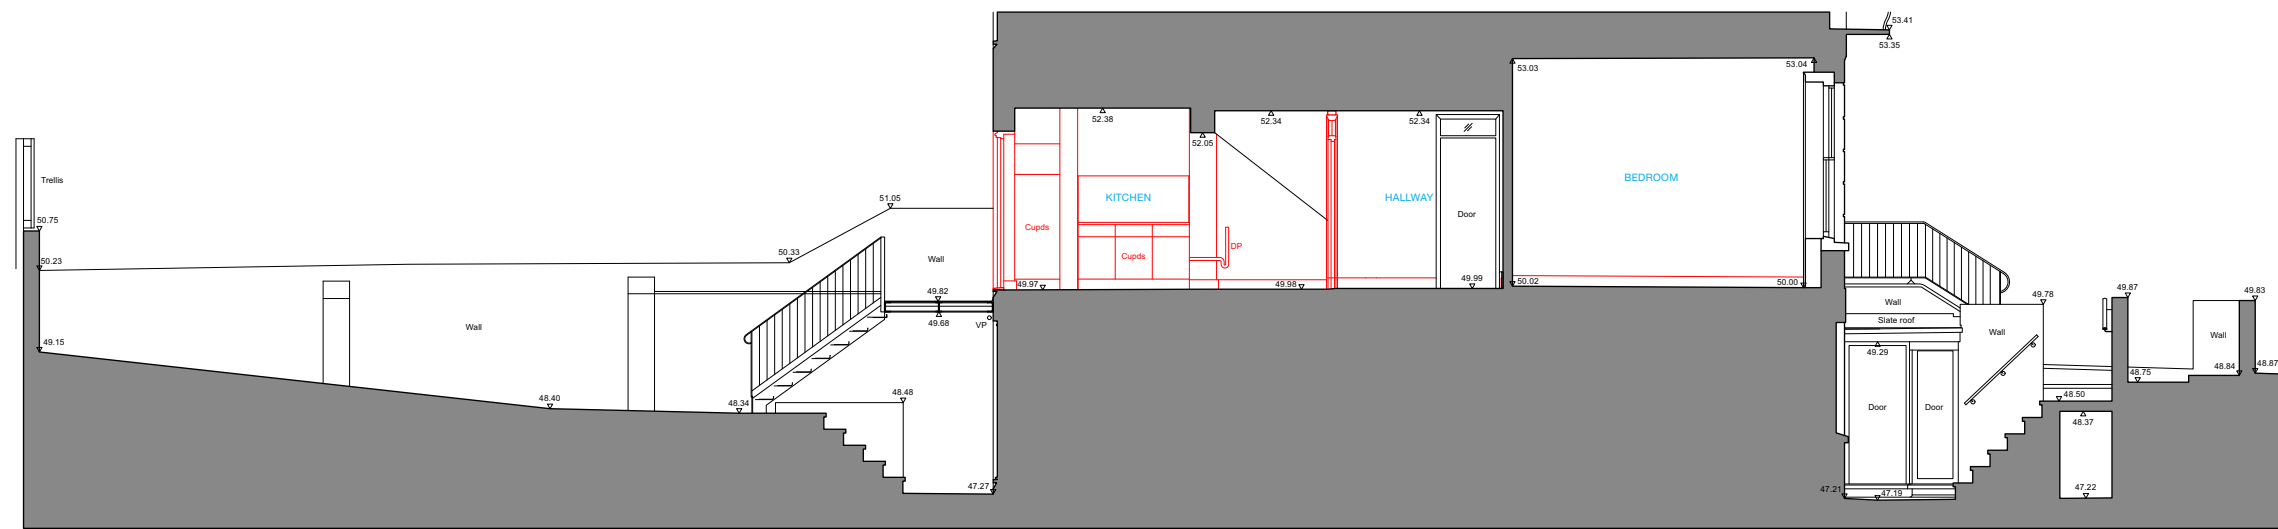 53.41
53.35
53.03
53.04
52.38
52.34
52.34
52.05
Trellis
KITCHEN
HALLWAY
BEDROOM
51.05
Door
50.75
Cupds
DP
50.33
Cupds
Wall
50.23
49.97
49.98
49.99
50.02
50.00
49.82
49.78
49.87
49.83
Wall
49.68
VP
Slate roof
Wall
Wall
Wall
49.15
49.29
48.84
48.87
48.75
48.40
48.34
48.48
Door
Door
48.50
48.37
47.27
47.21
47.19
47.22